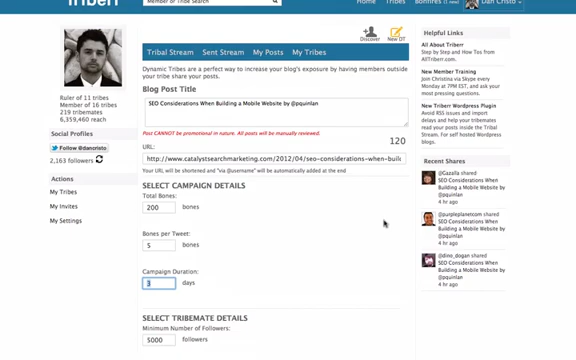 Triberr
Member of Tribe Search
Home Tribes Bonfires Dan Cristo
Discover New DT
Tribal Stream Sent Stream My Posts My Tribes
Dynamic Tribes are a perfect way to increase your blog's exposure by having members outside
your tribe share your posts.
Blog Post Title
SEO Considerations When Building a Mobile Website by @pquinlan
Post CANNOT be promotional in nature. All posts will be manually reviewed.
120
URL:
http://www.catalystsearchmarketing.com/2012/04/seo-considerations-when-buil
Your URL will be shortened and "via @username" will be automatically added at the end
SELECT CAMPAIGN DETAILS
Total Bones:
200 bones
Bones per Tweet:
5 bones
Campaign Duration:
3 days
SELECT TRIBEMATE DETAILS
Minimum Number of Followers:
5000 followers
Ruler of 11 tribes
Member of 16 tribes
219 tribemates
6,359,460 reach
Social Profiles
Follow @dancristo
2,163 followers
Actions
My Tribes
My Invites
My Settings
Helpful Links
All About Triberr
Step by Step and How Tos from
AllTriberr.com.
New Member Training
Join Christina via Skype every
Monday at 7PM EST, and ask your
most pressing questions.
New Triberr Wordpress Plugin
Avoid RSS issues and import
delays and help your tribemates
read your posts inside the Tribal
Stream. For self hosted Wordpress
blogs.
Recent Shares
@Gazalla shared
SEO Considerations When
Building a Mobile Website by
@pquinlan
4 hr ago
@purpleplanetcom shared
SEO Considerations When
Building a Mobile Website by
@pquinlan
4 hr ago
@dino_dogan shared
SEO Considerations When
Building a Mobile Website by
@pquinlan
4 hr ago